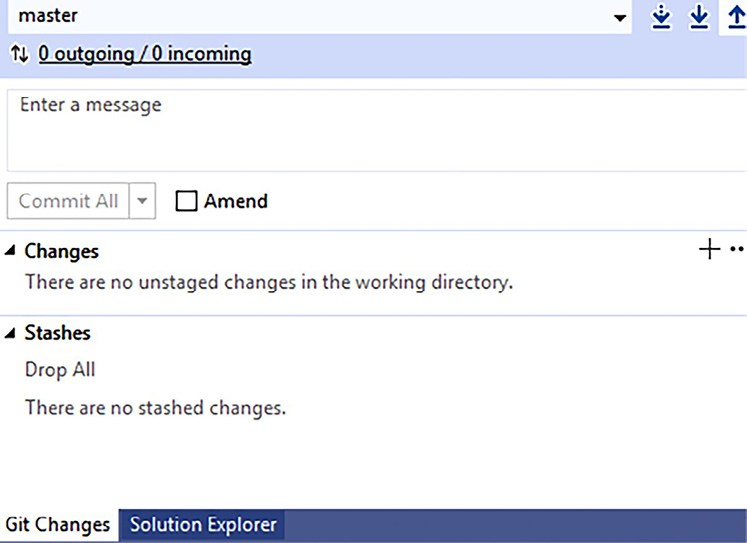 master
0 outgoing / 0 incoming
Enter a message
Commit All
Amend
Changes
There are no unstaged changes in the working directory.
Stashes
Drop All
There are no stashed changes.
Git Changes
Solution Explorer